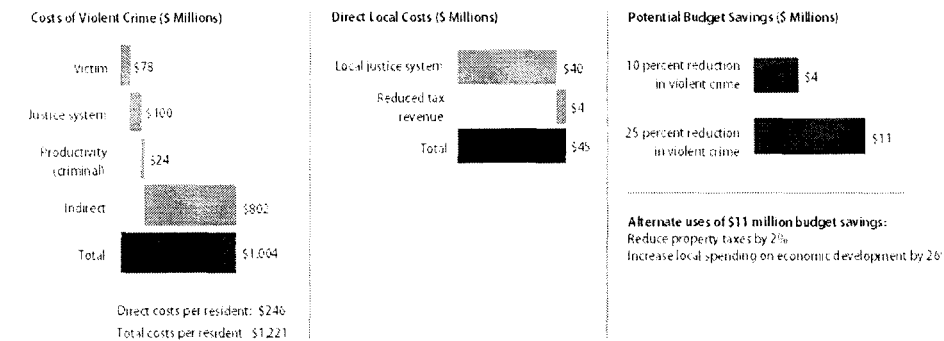 Costs of Violent Crime ($ Millions)
Victim $78
Justice system $100
Productivity
(criminal) $24
Indirect $802
Total $1,004
Direct costs per resident: $246
Total costs per resident $1,221
Direct Local Costs ($ Millions)
Local justice system $40
Reduced tax
revenue $4
Total $45
Potential Budget Savings ($ Millions)
10 percent reduction
in violent crime $4
25 percent reduction
in violent crime $11
Alternate uses of $11 million budget savings:
Reduce property taxes by 2%
Increase local spending on economic development by 26